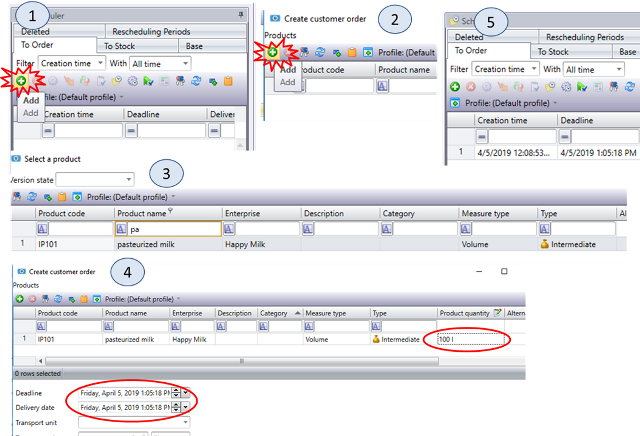 1
uler
Deleted
Rescheduling Periods
To Order
To Stock
Base
Filter
Creation time
With
All time
Add
Add
: (Default profile)
Creation time
Deadline
Deliver
2
Create customer order
Products
Profile: (Default
Add
Add
oduct code
Product name
5
Sch
Deleted
Rescheduling Periods
To Order
To Stock
Filter
Creation time
With
All time
Profile: (Default profile)
Creation time
Deadline
1
4/5/2019 12:08:53...
4/5/2019 1:05:18 PM
Select a product
3
Version state
Profile: (Default profile)
Product code
Product name
Enterprise
Description
Category
Measure type
Type
Al
pa
1
IP101
pasteurized milk
Happy Milk
Volume
Intermediate
Create customer order
4
Products
Profile: (Default profile)
Product code
Product name
Enterprise
Description
Category
Measure type
Type
Product quantity
Altern
1
IP101
pasteurized milk
Happy Milk
Volume
Intermediate
100 l
0 rows selected
Deadline
Friday, April 5, 2019 1:05:18 PM
Delivery date
Friday, April 5, 2019 1:05:18 PM
Transport unit